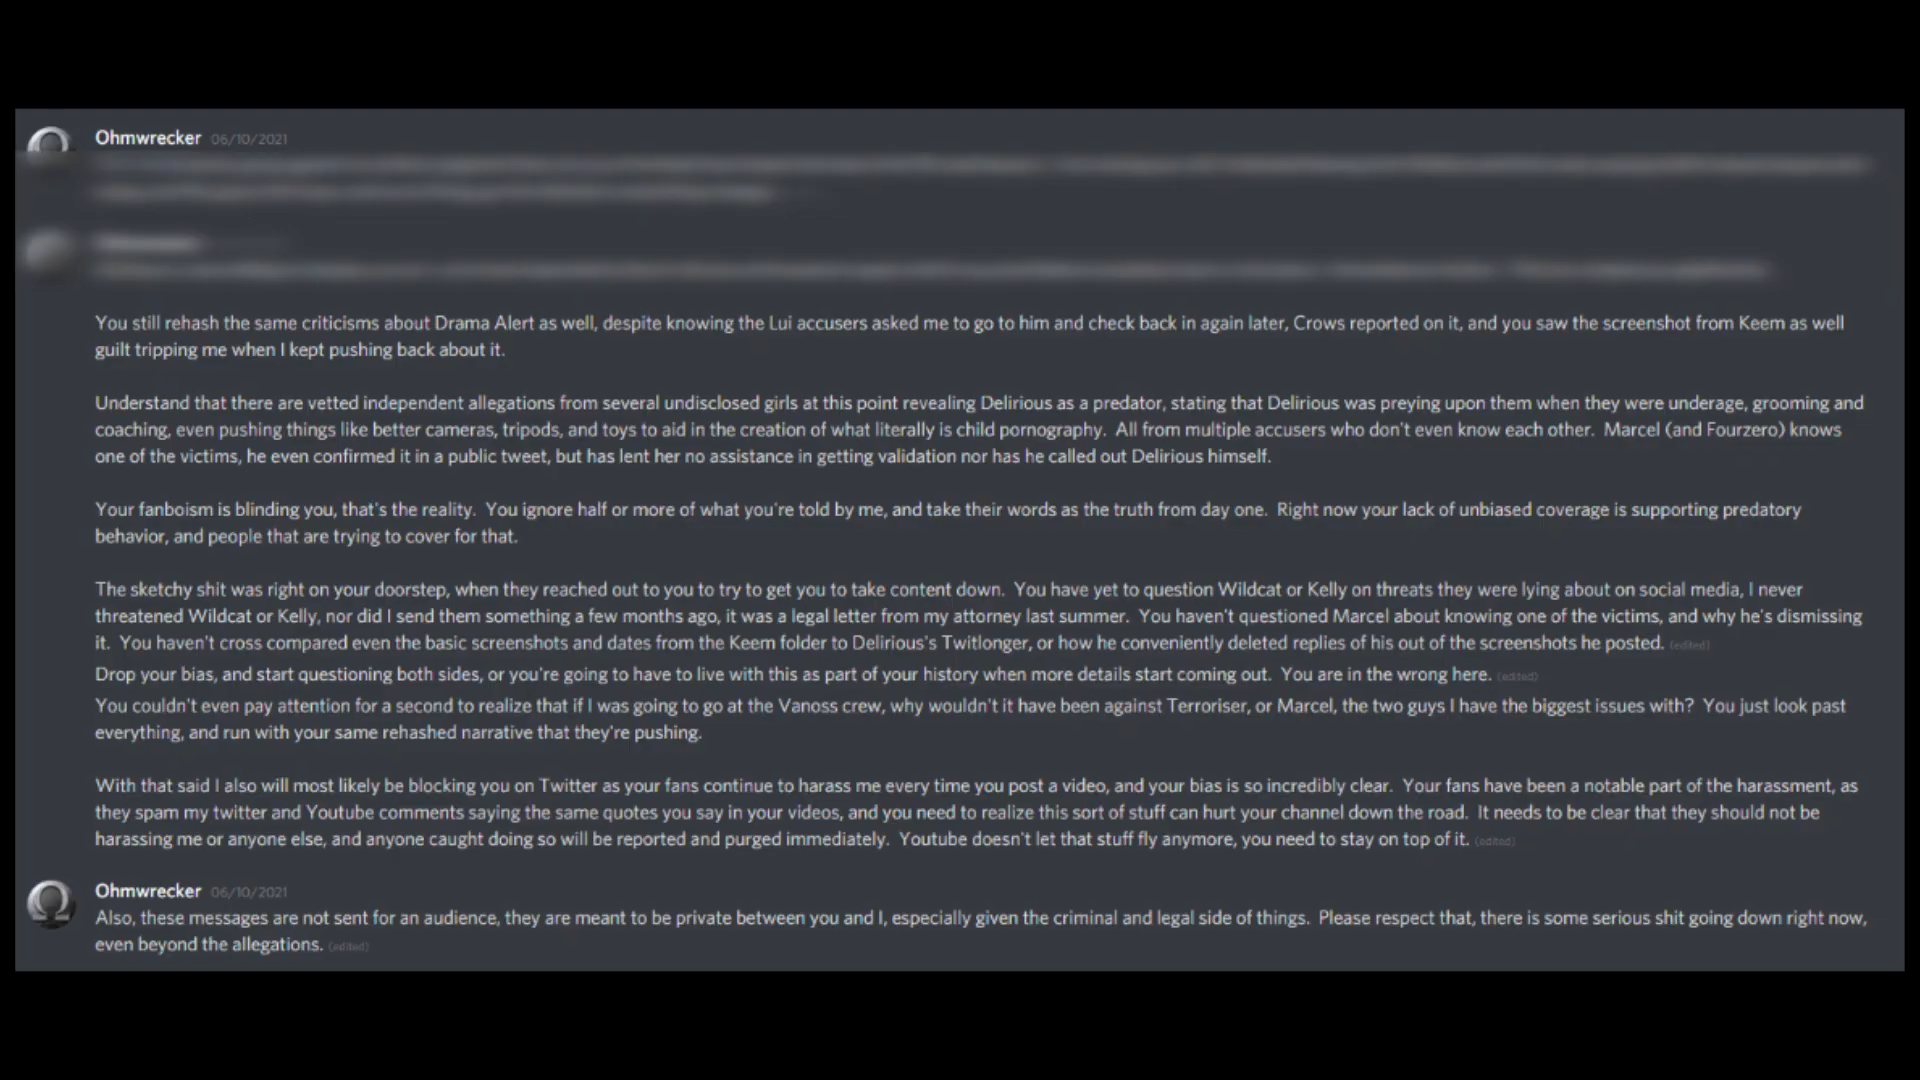 Ohmwrecker 06/10/2021
You still rehash the same criticisms about Drama Alert as well, despite knowing the Lui accusers asked me to go to him and check back in again later, Crows reported on it, and you saw the screenshot from Keem as well
guilt tripping me when I kept pushing back about it.
Understand that there are vetted independent allegations from several undisclosed girls at this point revealing Delirious as a predator, stating that Delirious was preying upon them when they were underage, grooming and
coaching, even pushing things like better cameras, tripods, and toys to aid in the creation of what literally is child pornography.  All from multiple accusers who don't even know each other.  Marcel (and Fourzero) knows
one of the victims, he even confirmed it in a public tweet, but has lent her no assistance in getting validation nor has he called out Delirious himself.
Your fanboism is blinding you, that's the reality.  You ignore half or more of what you're told by me, and take their words as the truth from day one.  Right now your lack of unbiased coverage is supporting predatory
behavior, and people that are trying to cover for that.
The sketchy shit was right on your doorstep, when they reached out to you to try to get you to take content down.  You have yet to question Wildcat or Kelly on threats they were lying about on social media, I never
threatened Wildcat or Kelly, nor did I send them something a few months ago, it was a legal letter from my attorney last summer.  You haven't questioned Marcel about knowing one of the victims, and why he's dismissing
it.  You haven't cross compared even the basic screenshots and dates from the Keem folder to Delirious's Twitlonger, or how he conveniently deleted replies of his out of the screenshots he posted. (edited)
Drop your bias, and start questioning both sides, or you're going to have to live with this as part of your history when more details start coming out.  You are in the wrong here. (edited)
You couldn't even pay attention for a second to realize that if I was going to go at the Vanoss crew, why wouldn't it have been against Terroriser, or Marcel, the two guys I have the biggest issues with?  You just look past
everything, and run with your same rehashed narrative that they're pushing.
With that said I also will most likely be blocking you on Twitter as your fans continue to harass me every time you post a video, and your bias is so incredibly clear.  Your fans have been a notable part of the harassment, as
they spam my twitter and Youtube comments saying the same quotes you say in your videos, and you need to realize this sort of stuff can hurt your channel down the road.  It needs to be clear that they should not be
harassing me or anyone else, and anyone caught doing so will be reported and purged immediately.  Youtube doesn't let that stuff fly anymore, you need to stay on top of it. (edited)
Ohmwrecker 06/10/2021
Also, these messages are not sent for an audience, they are meant to be private between you and I, especially given the criminal and legal side of things.  Please respect that, there is some serious shit going down right now,
even beyond the allegations. (edited)